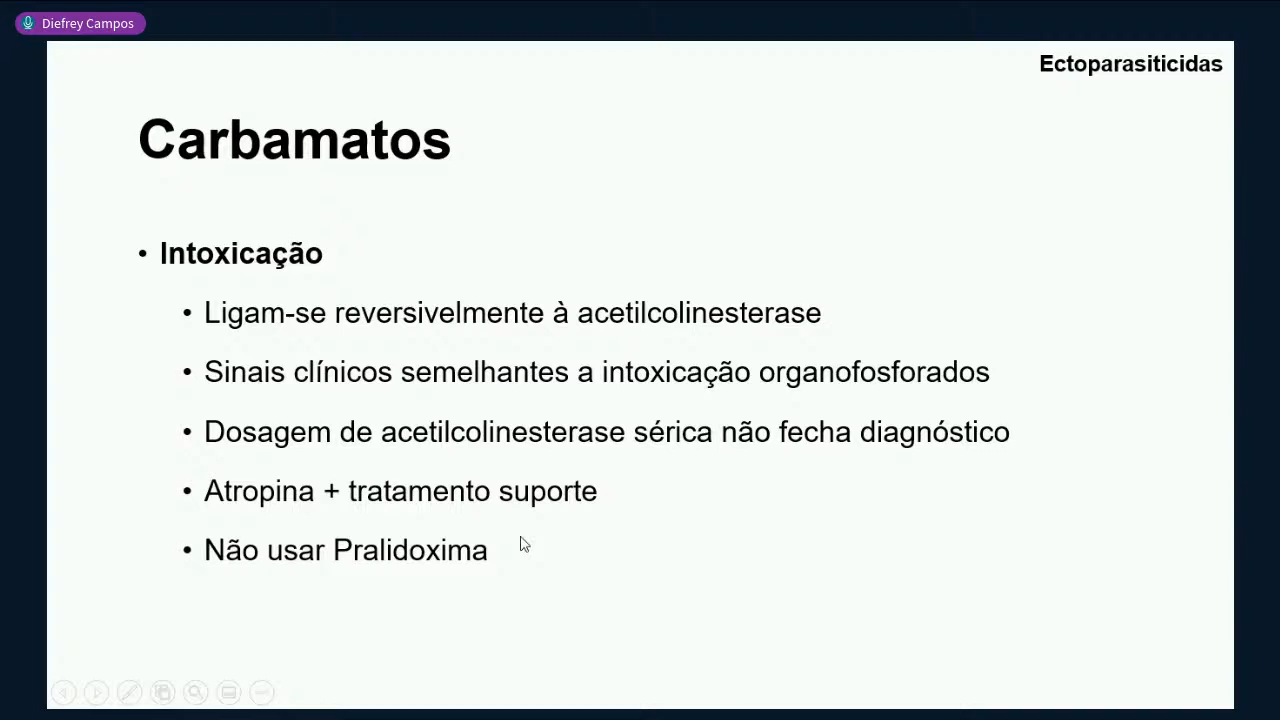 Diefrey Campos
Ectoparasiticidas
Carbamatos
• Intoxicação
• Ligam-se reversivelmente à acetilcolinesterase
• Sinais clínicos semelhantes a intoxicação organofosforados
• Dosagem de acetilcolinesterase sérica não fecha diagnóstico
• Atropina + tratamento suporte
• Não usar Pralidoxima